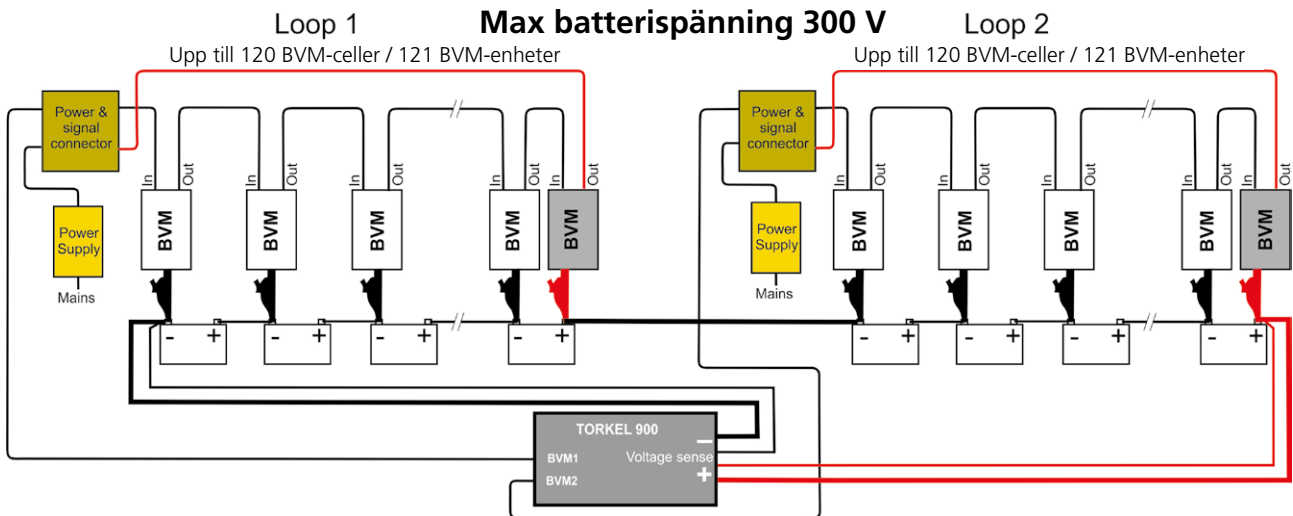 Loop 1
Max batterispänning 300 V
Loop 2
Upp till 120 BVM-celler / 121 BVM-enheter
Upp till 120 BVM-celler / 121 BVM-enheter
Power &
signal
connector
In
Out
In
Out
In
Out
In
Out
In
Out
BVM
BVM
BVM
BVM
BVM
Power
Supply
Mains
- +
- +
- +
- +
Power &
signal
connector
In
Out
In
Out
In
Out
In
Out
In
Out
BVM
BVM
BVM
BVM
BVM
Power
Supply
Mains
- +
- +
- +
- +
TORKEL 900
–
BVM1
Voltage sense
BVM2
+